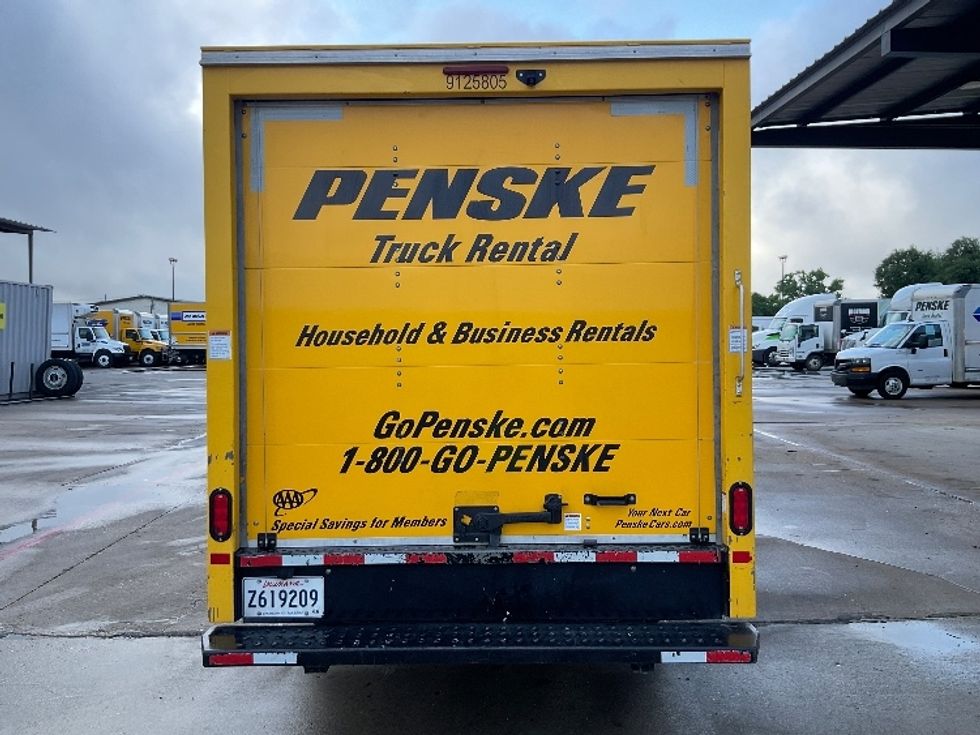 9125805
PENSKE
Truck Rental
Household & Business Rentals
GoPenske.com
1-800-GO-PENSKE
AAA
Special Savings for Members
Your Next Car
PenskeCars.com
Z619209
PENSKE